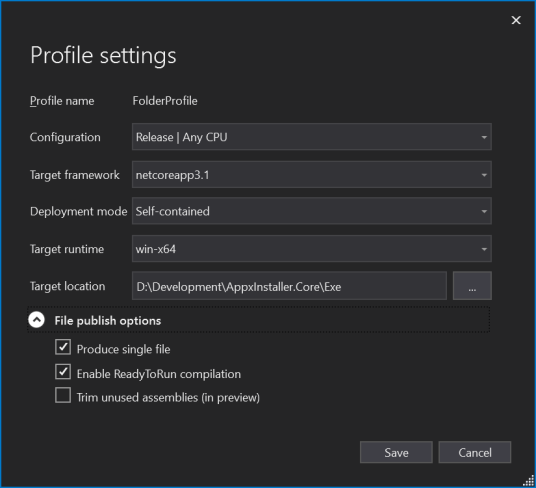 Profile settings
Profile name FolderProfile
Configuration Release | Any CPU
Target framework netcoreapp3.1
Deployment mode Self-contained
Target runtime win-x64
Target location D:\Development\AppxInstaller.Core\Exe ...
File publish options
Produce single file
Enable ReadyToRun compilation
Trim unused assemblies (in preview)
Save Cancel